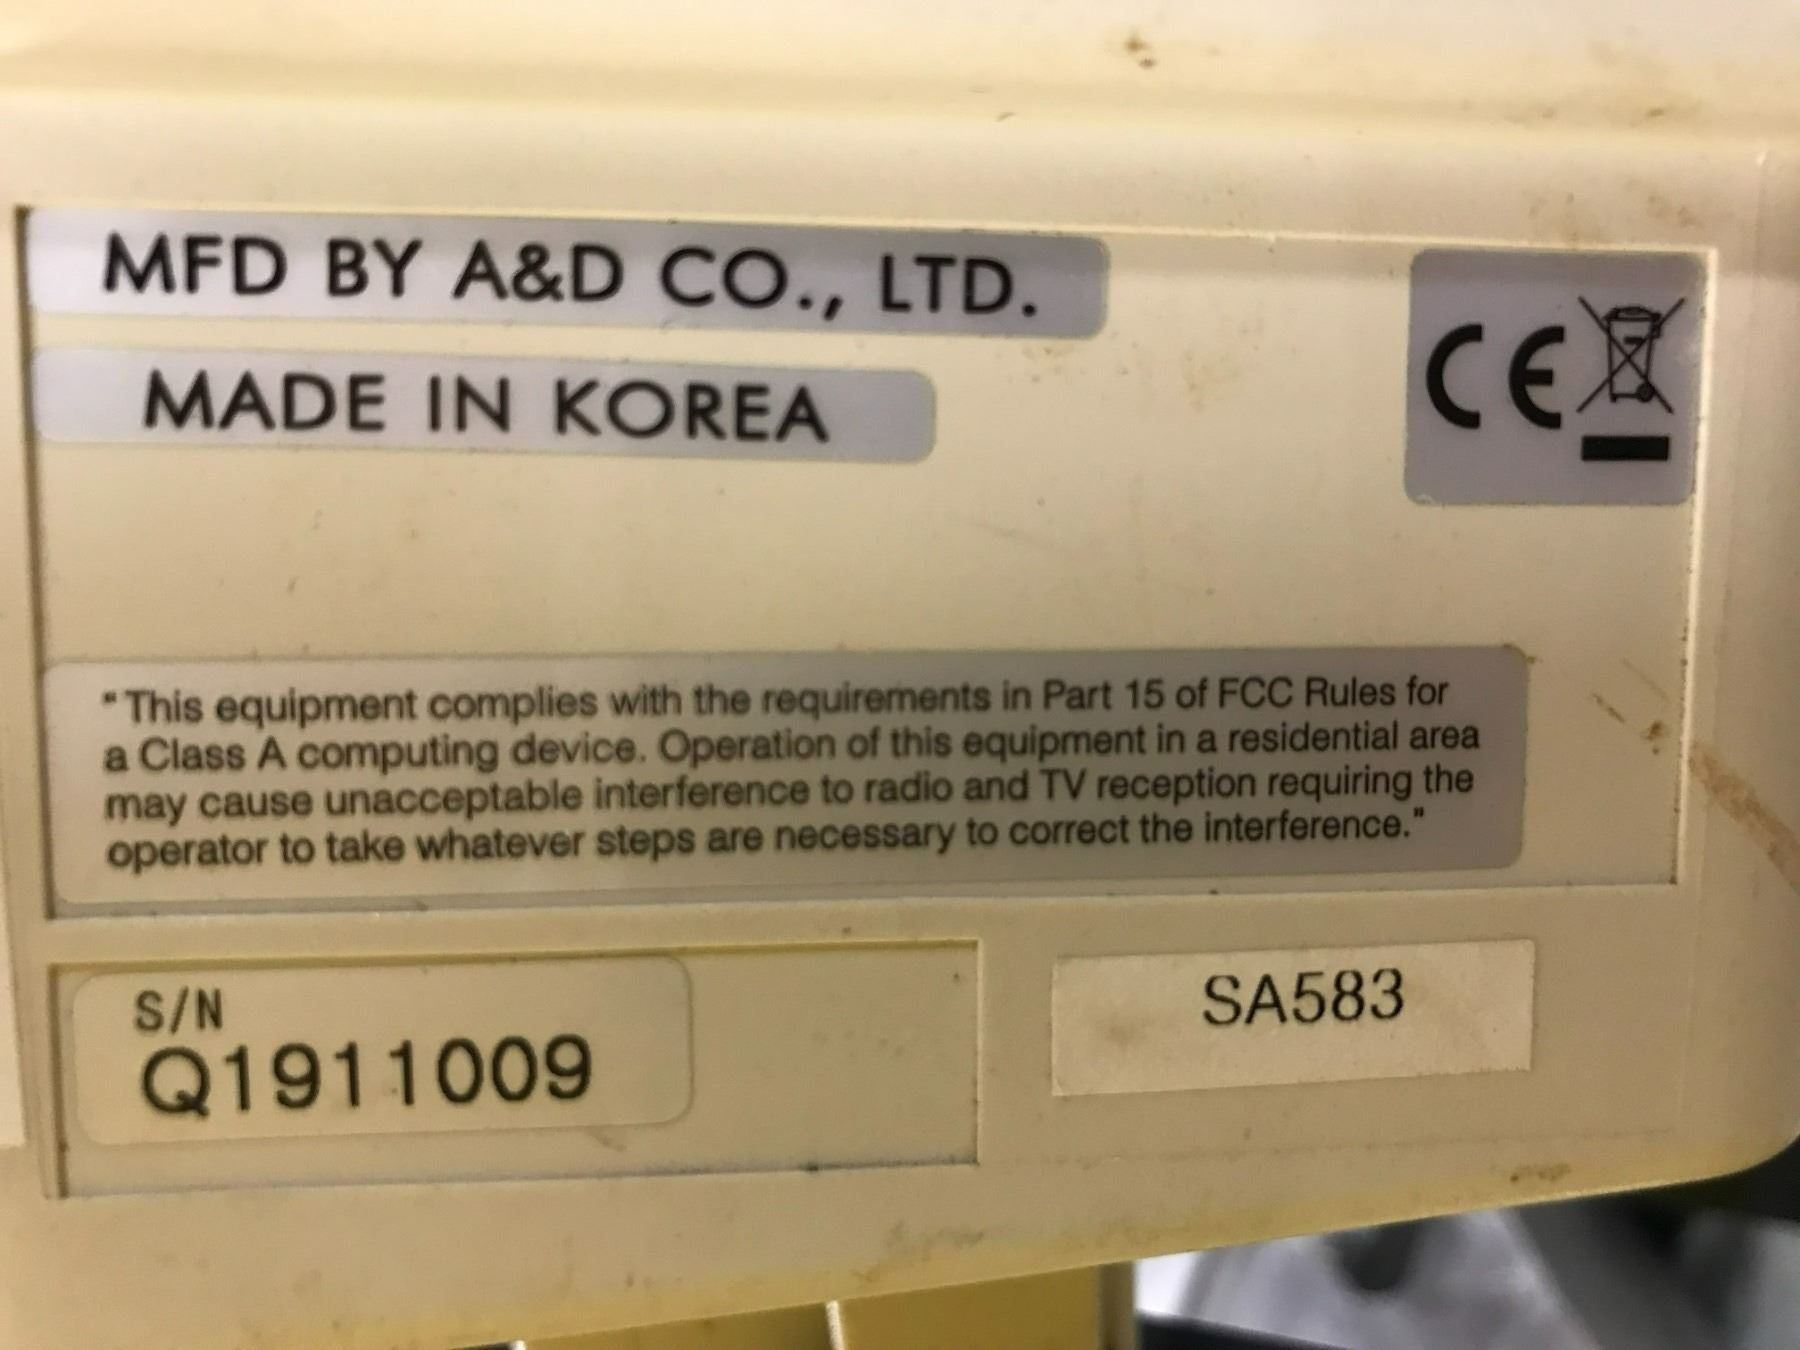 MFD BY A&D CO., LTD.
MADE IN KOREA
CE
"This equipment complies with the requirements in Part 15 of FCC Rules for
a Class A computing device. Operation of this equipment in a residential area
may cause unacceptable interference to radio and TV reception requiring the
operator to take whatever steps are necessary to correct the interference."
S/N
Q1911009
SA583